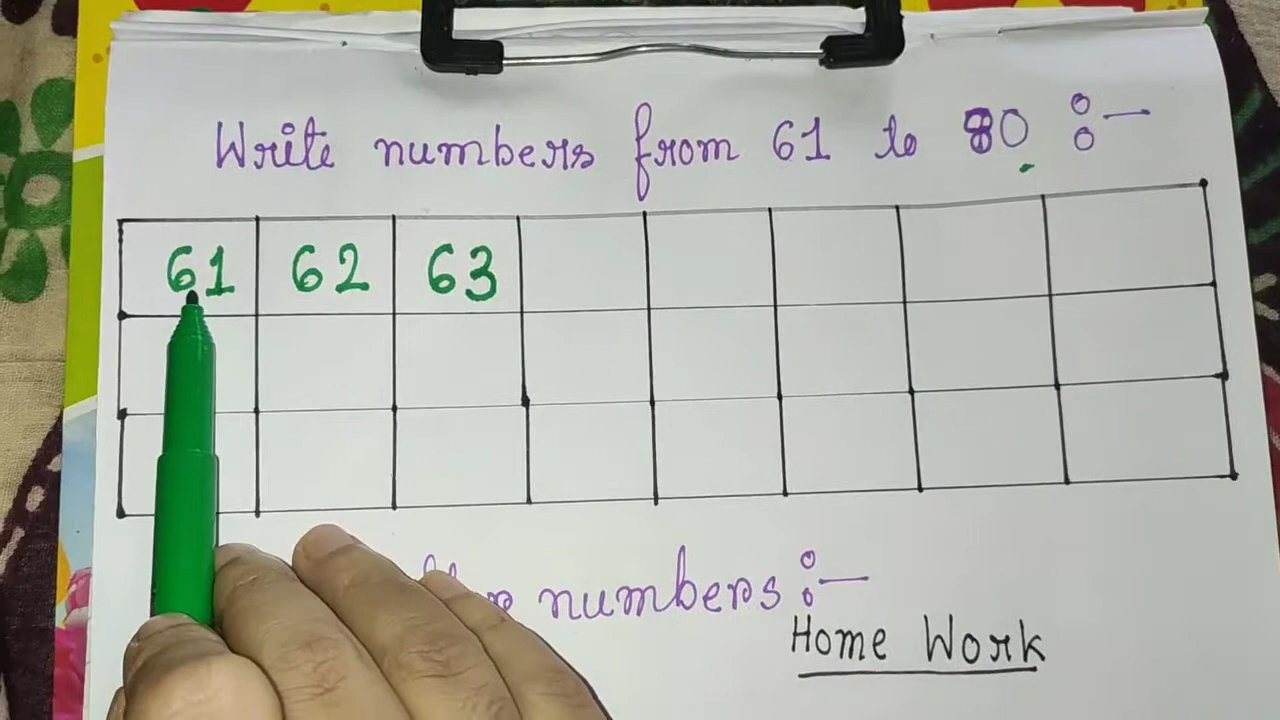 Write numbers from 61 to 80 :-
61 62 63
numbers :-
Home Work